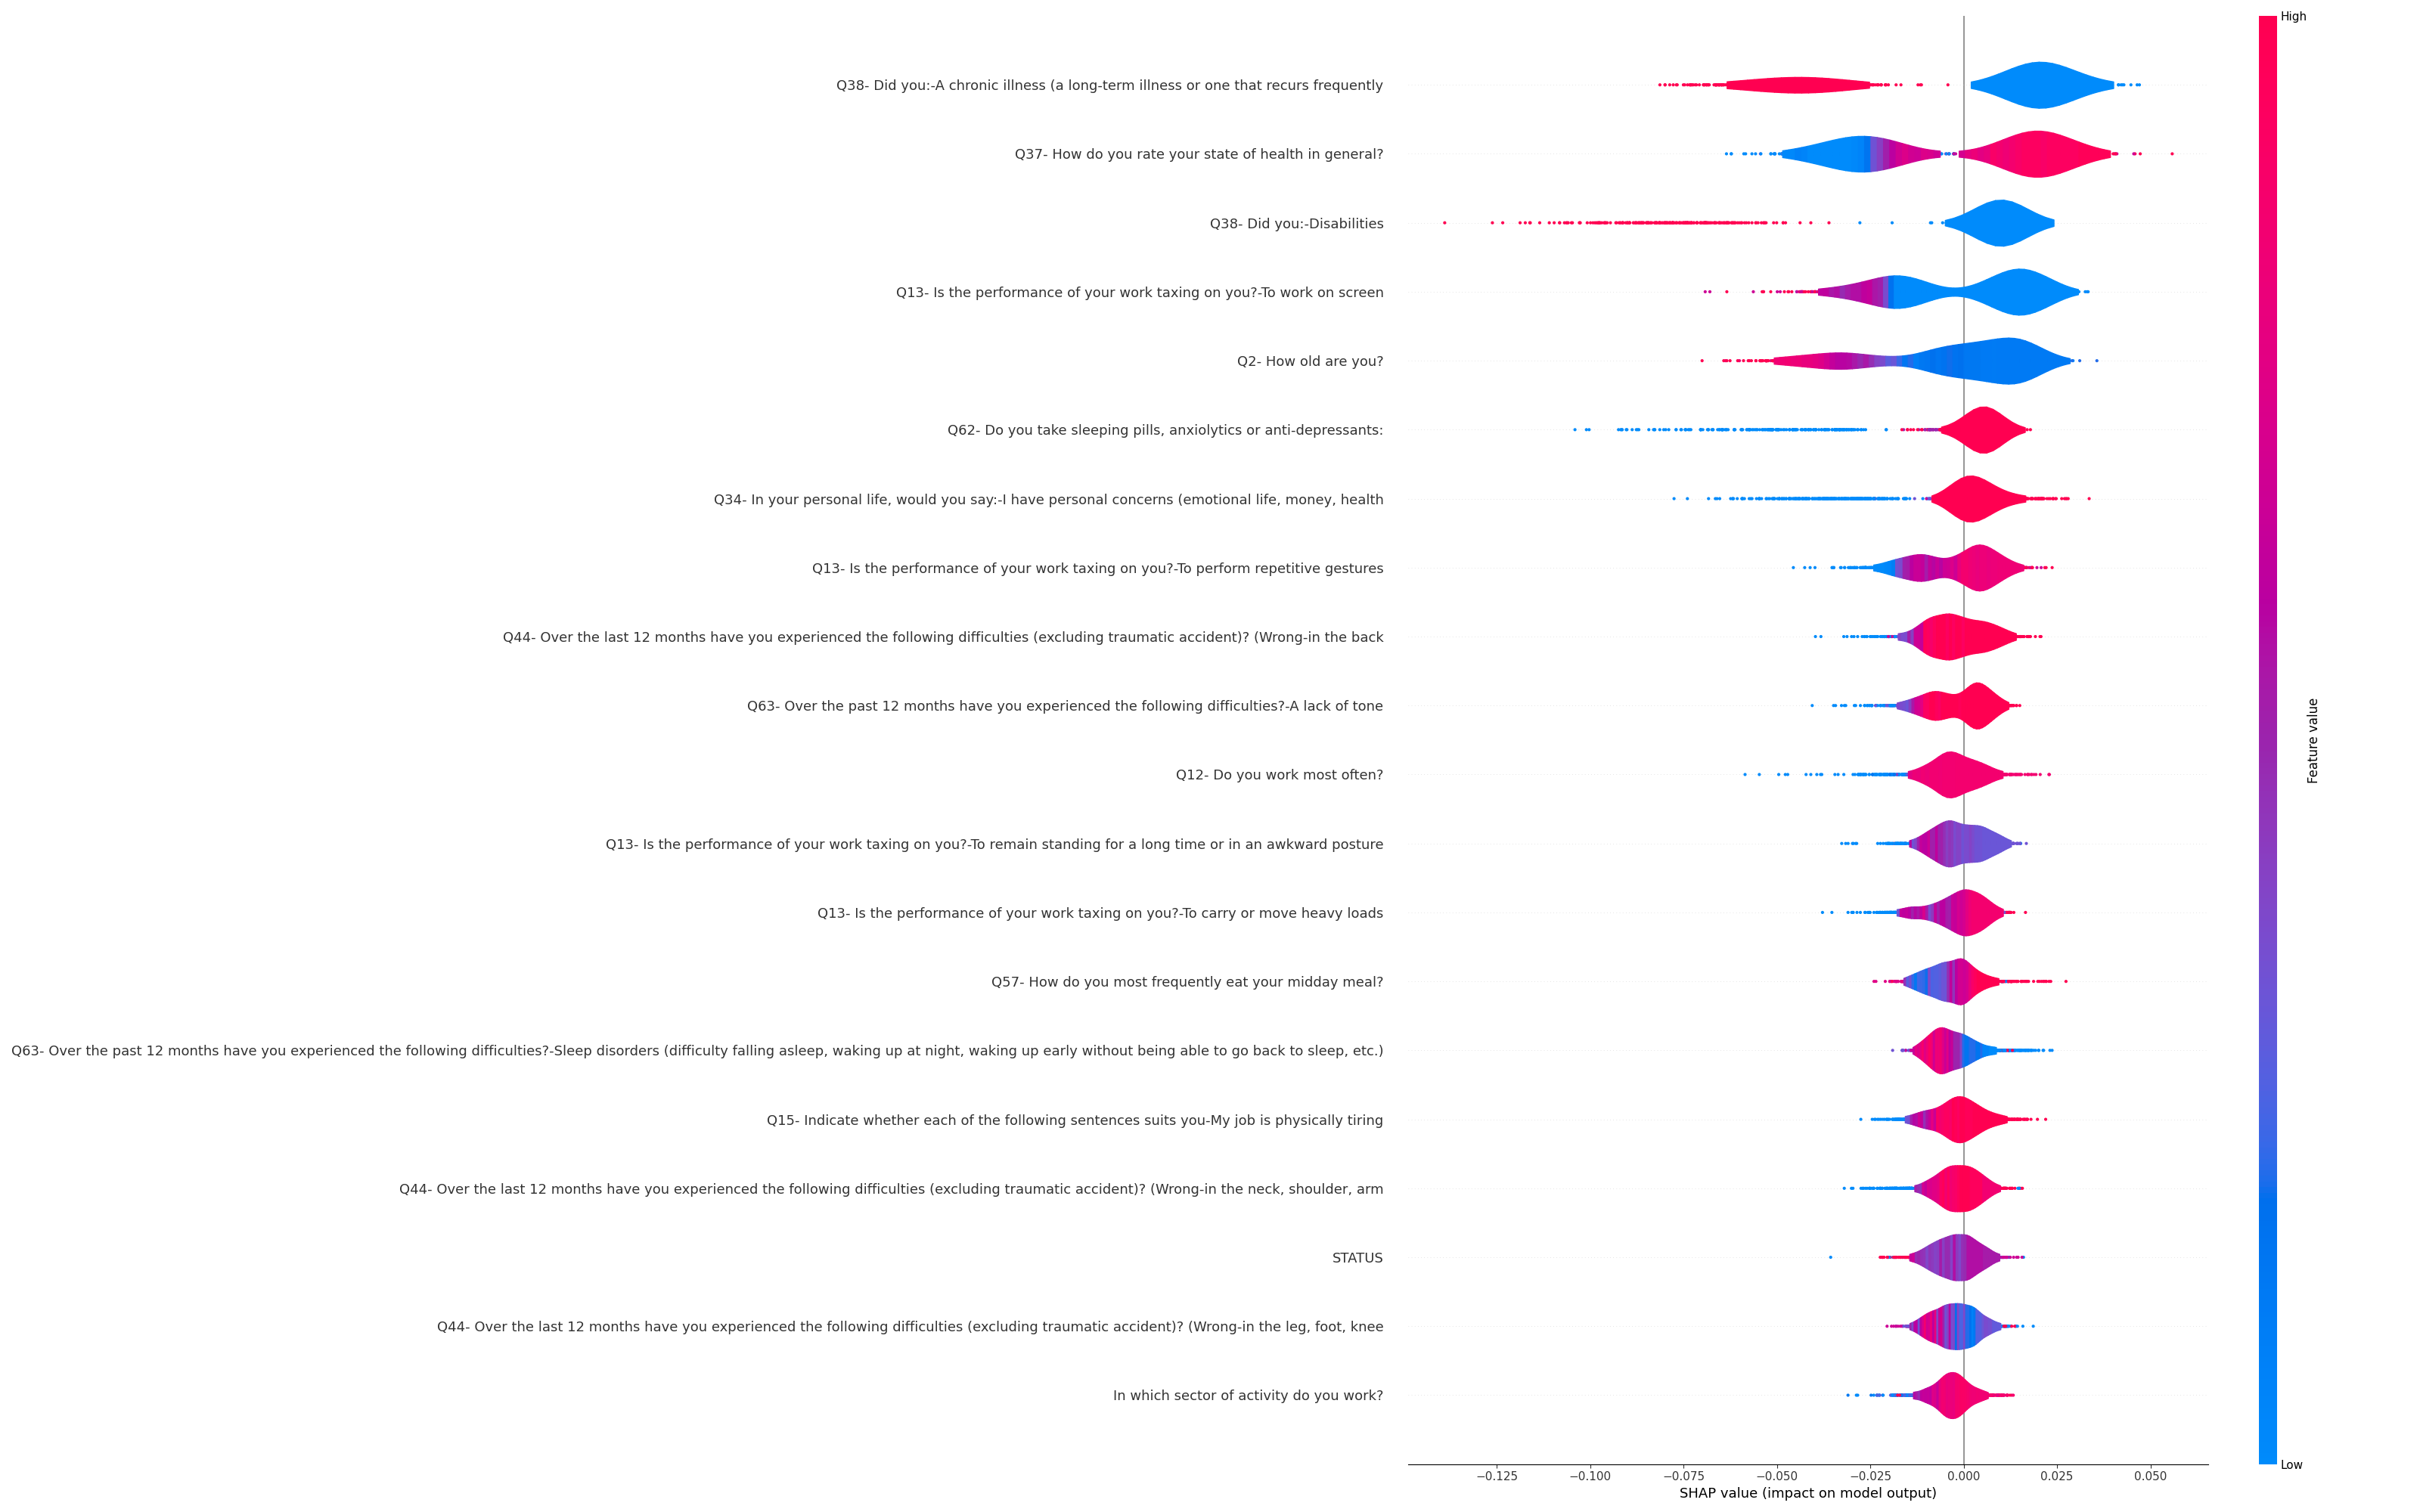 High
Q38- Did you:-A chronic illness (a long-term illness or one that recurs frequently
Q37- How do you rate your state of health in general?
Q38- Did you:-Disabilities
Q13- Is the performance of your work taxing on you?-To work on screen
Q2- How old are you?
Q62- Do you take sleeping pills, anxiolytics or anti-depressants:
Q34- In your personal life, would you say:-I have personal concerns (emotional life, money, health
Q13- Is the performance of your work taxing on you?-To perform repetitive gestures
Q44- Over the last 12 months have you experienced the following difficulties (excluding traumatic accident)? (Wrong-in the back
Q63- Over the past 12 months have you experienced the following difficulties?-A lack of tone
Q12- Do you work most often?
Q13- Is the performance of your work taxing on you?-To remain standing for a long time or in an awkward posture
Q13- Is the performance of your work taxing on you?-To carry or move heavy loads
Q57- How do you most frequently eat your midday meal?
Q63- Over the past 12 months have you experienced the following difficulties?-Sleep disorders (difficulty falling asleep, waking up at night, waking up early without being able to go back to sleep, etc.)
Q15- Indicate whether each of the following sentences suits you-My job is physically tiring
Q44- Over the last 12 months have you experienced the following difficulties (excluding traumatic accident)? (Wrong-in the neck, shoulder, arm
STATUS
Q44- Over the last 12 months have you experienced the following difficulties (excluding traumatic accident)? (Wrong-in the leg, foot, knee
In which sector of activity do you work?
Feature value
Low
−0.125 −0.100 −0.075 −0.050 −0.025 0.000 0.025 0.050
SHAP value (impact on model output)